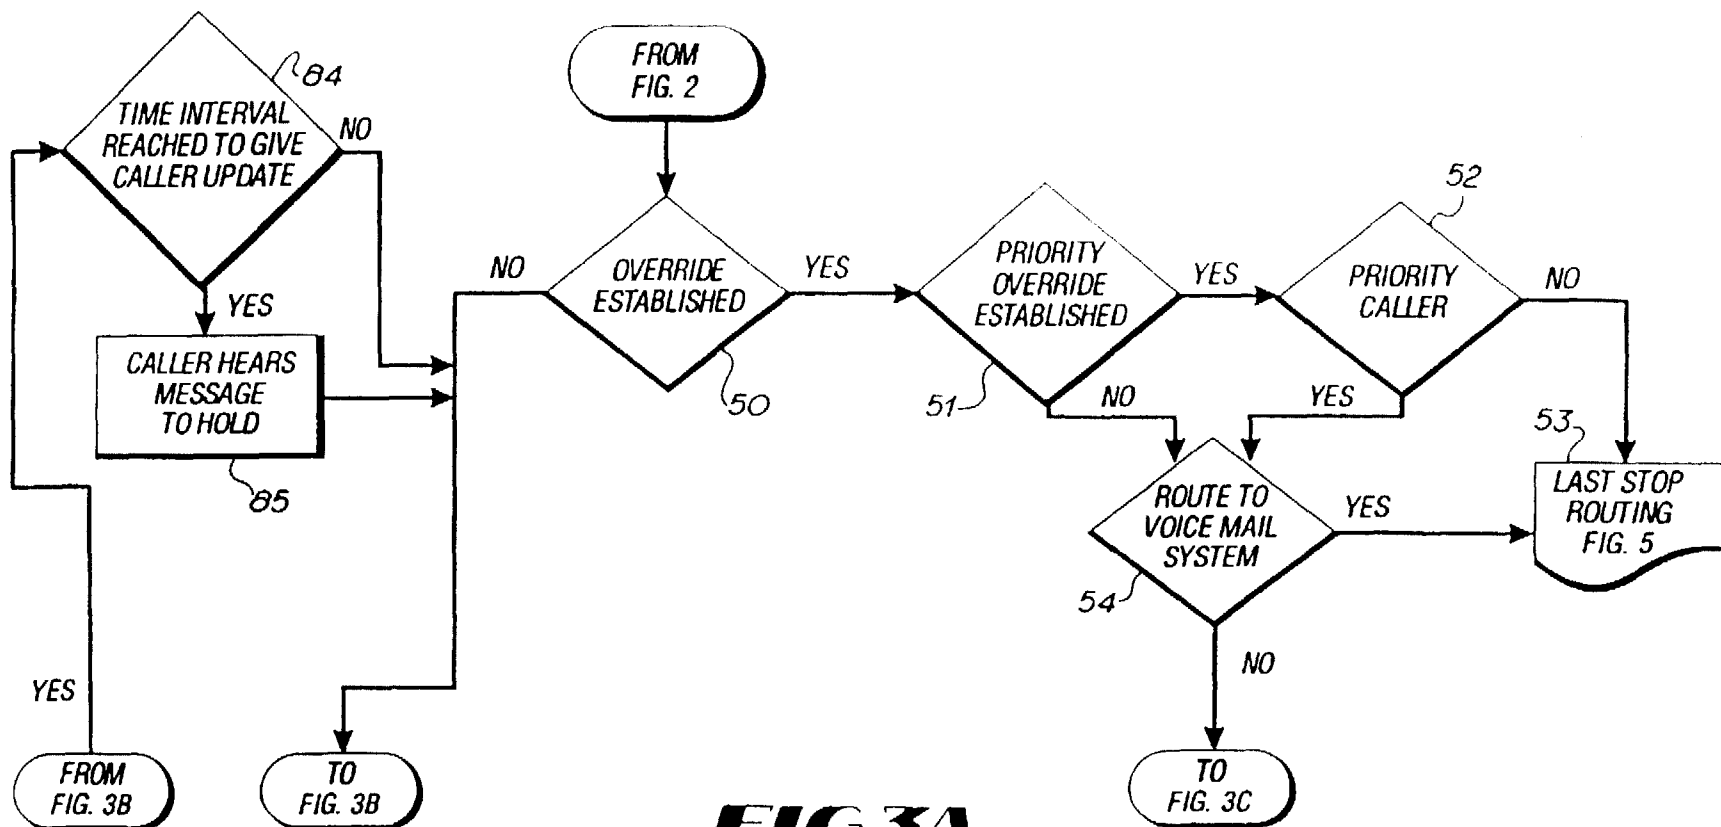 84
TIME INTERVAL
REACHED TO GIVE
CALLER UPDATE
NO
YES
CALLER HEARS
MESSAGE
TO HOLD
85
YES
FROM
FIG. 3B
TO
FIG. 3B
FROM
FIG. 2
NO
OVERRIDE
ESTABLISHED
YES
50
PRIORITY
OVERRIDE
ESTABLISHED
YES
51
NO
52
PRIORITY
CALLER
NO
YES
53
LAST STOP
ROUTING
FIG. 5
ROUTE TO
VOICE MAIL
SYSTEM
YES
54
NO
TO
FIG. 3C
FIG 3A